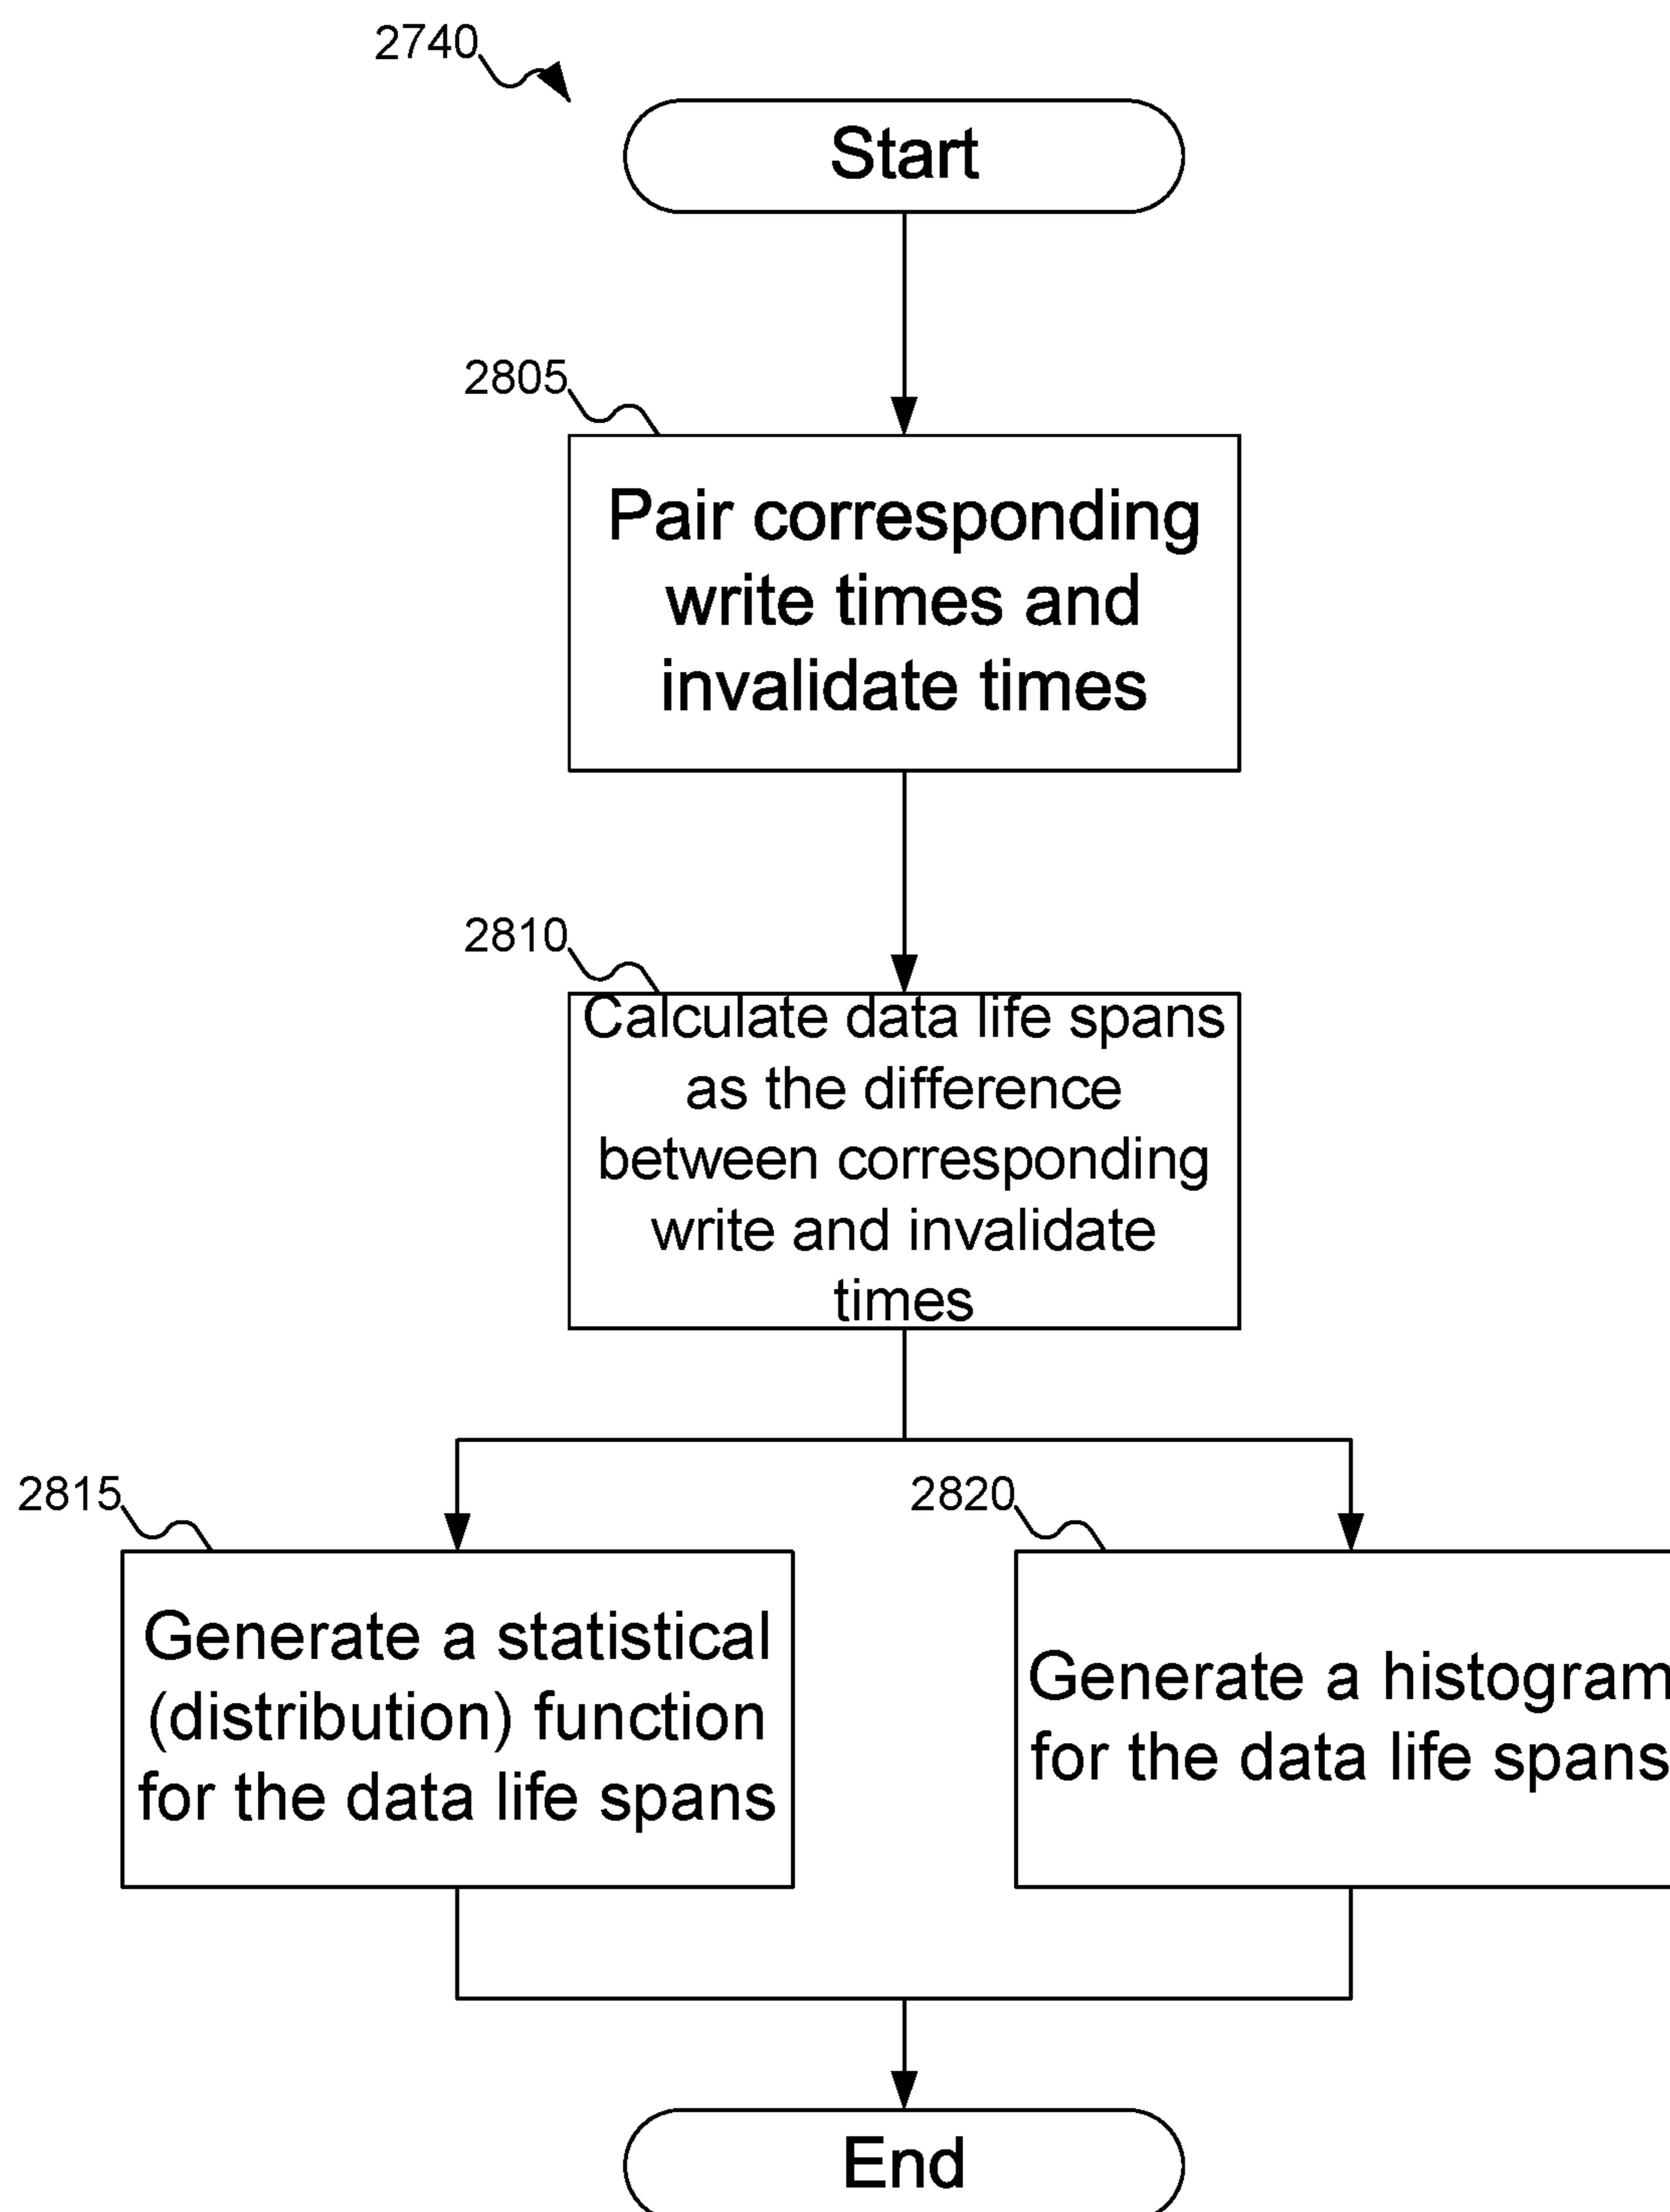 2740
Start
2805
Pair corresponding
write times and
invalidate times
2810
Calculate data life spans
as the difference
between corresponding
write and invalidate
times
2815
Generate a statistical
(distribution) function
for the data life spans
2820
Generate a histogram
for the data life spans
End